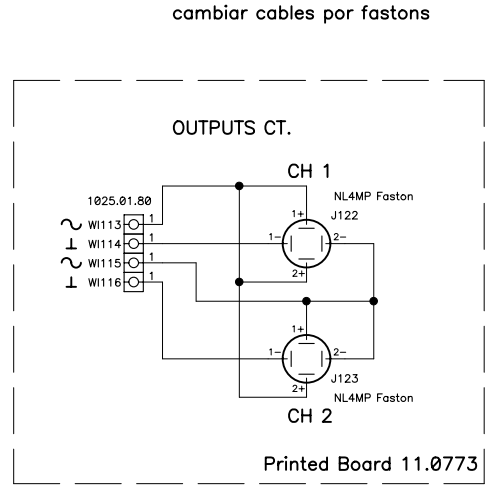 cambiar cables por fastons
OUTPUTS CT.
CH 1
1025.01.80
NL4MP Faston
WI113 1
1+
J122
WI114 1
1- 2-
WI115 1
2+
WI116 1
1+
1- 2-
J123
2+
NL4MP Faston
CH 2
Printed Board 11.0773